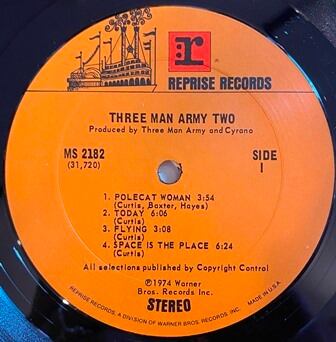 r
REPRISE RECORDS
THREE MAN ARMY TWO
Produced by Three Man Army and Cyrano
MS 2182
(31,720)
SIDE
1
1. POLECAT WOMAN 3:54
(Curtis, Baxter, Hayes)
2. TODAY 6:06
(Curtis)
3. FLYING 3:08
(Curtis)
4. SPACE IS THE PLACE 6:24
(Curtis)
All selections published by Copyright Control
℗1974 Warner
Bros. Records Inc.
STEREO
REPRISE RECORDS, A DIVISION OF WARNER BROS. RECORDS, INC. MADE IN U.S.A.